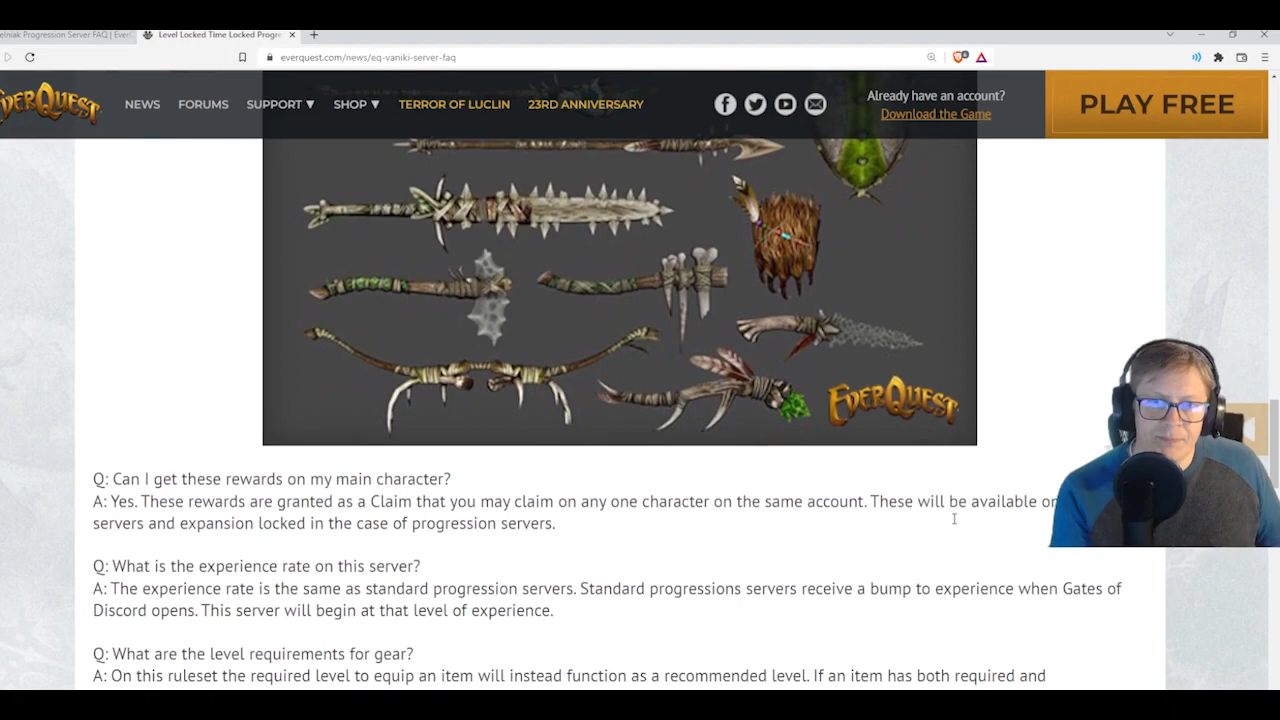 elniak Progression Server FAQ | Ever
Level Locked Time Locked Progre
everquest.com/news/eq-vaniki-server-faq
EVERQUEST
NEWS FORUMS SUPPORT ▼ SHOP ▼ TERROR OF LUCLIN 23RD ANNIVERSARY
Already have an account?
Download the Game
PLAY FREE
EVERQUEST
Q: Can I get these rewards on my main character?
A: Yes. These rewards are granted as a Claim that you may claim on any one character on the same account. These will be available on
servers and expansion locked in the case of progression servers.
Q: What is the experience rate on this server?
A: The experience rate is the same as standard progression servers. Standard progressions servers receive a bump to experience when Gates of
Discord opens. This server will begin at that level of experience.
Q: What are the level requirements for gear?
A: On this ruleset the required level to equip an item will instead function as a recommended level. If an item has both required and